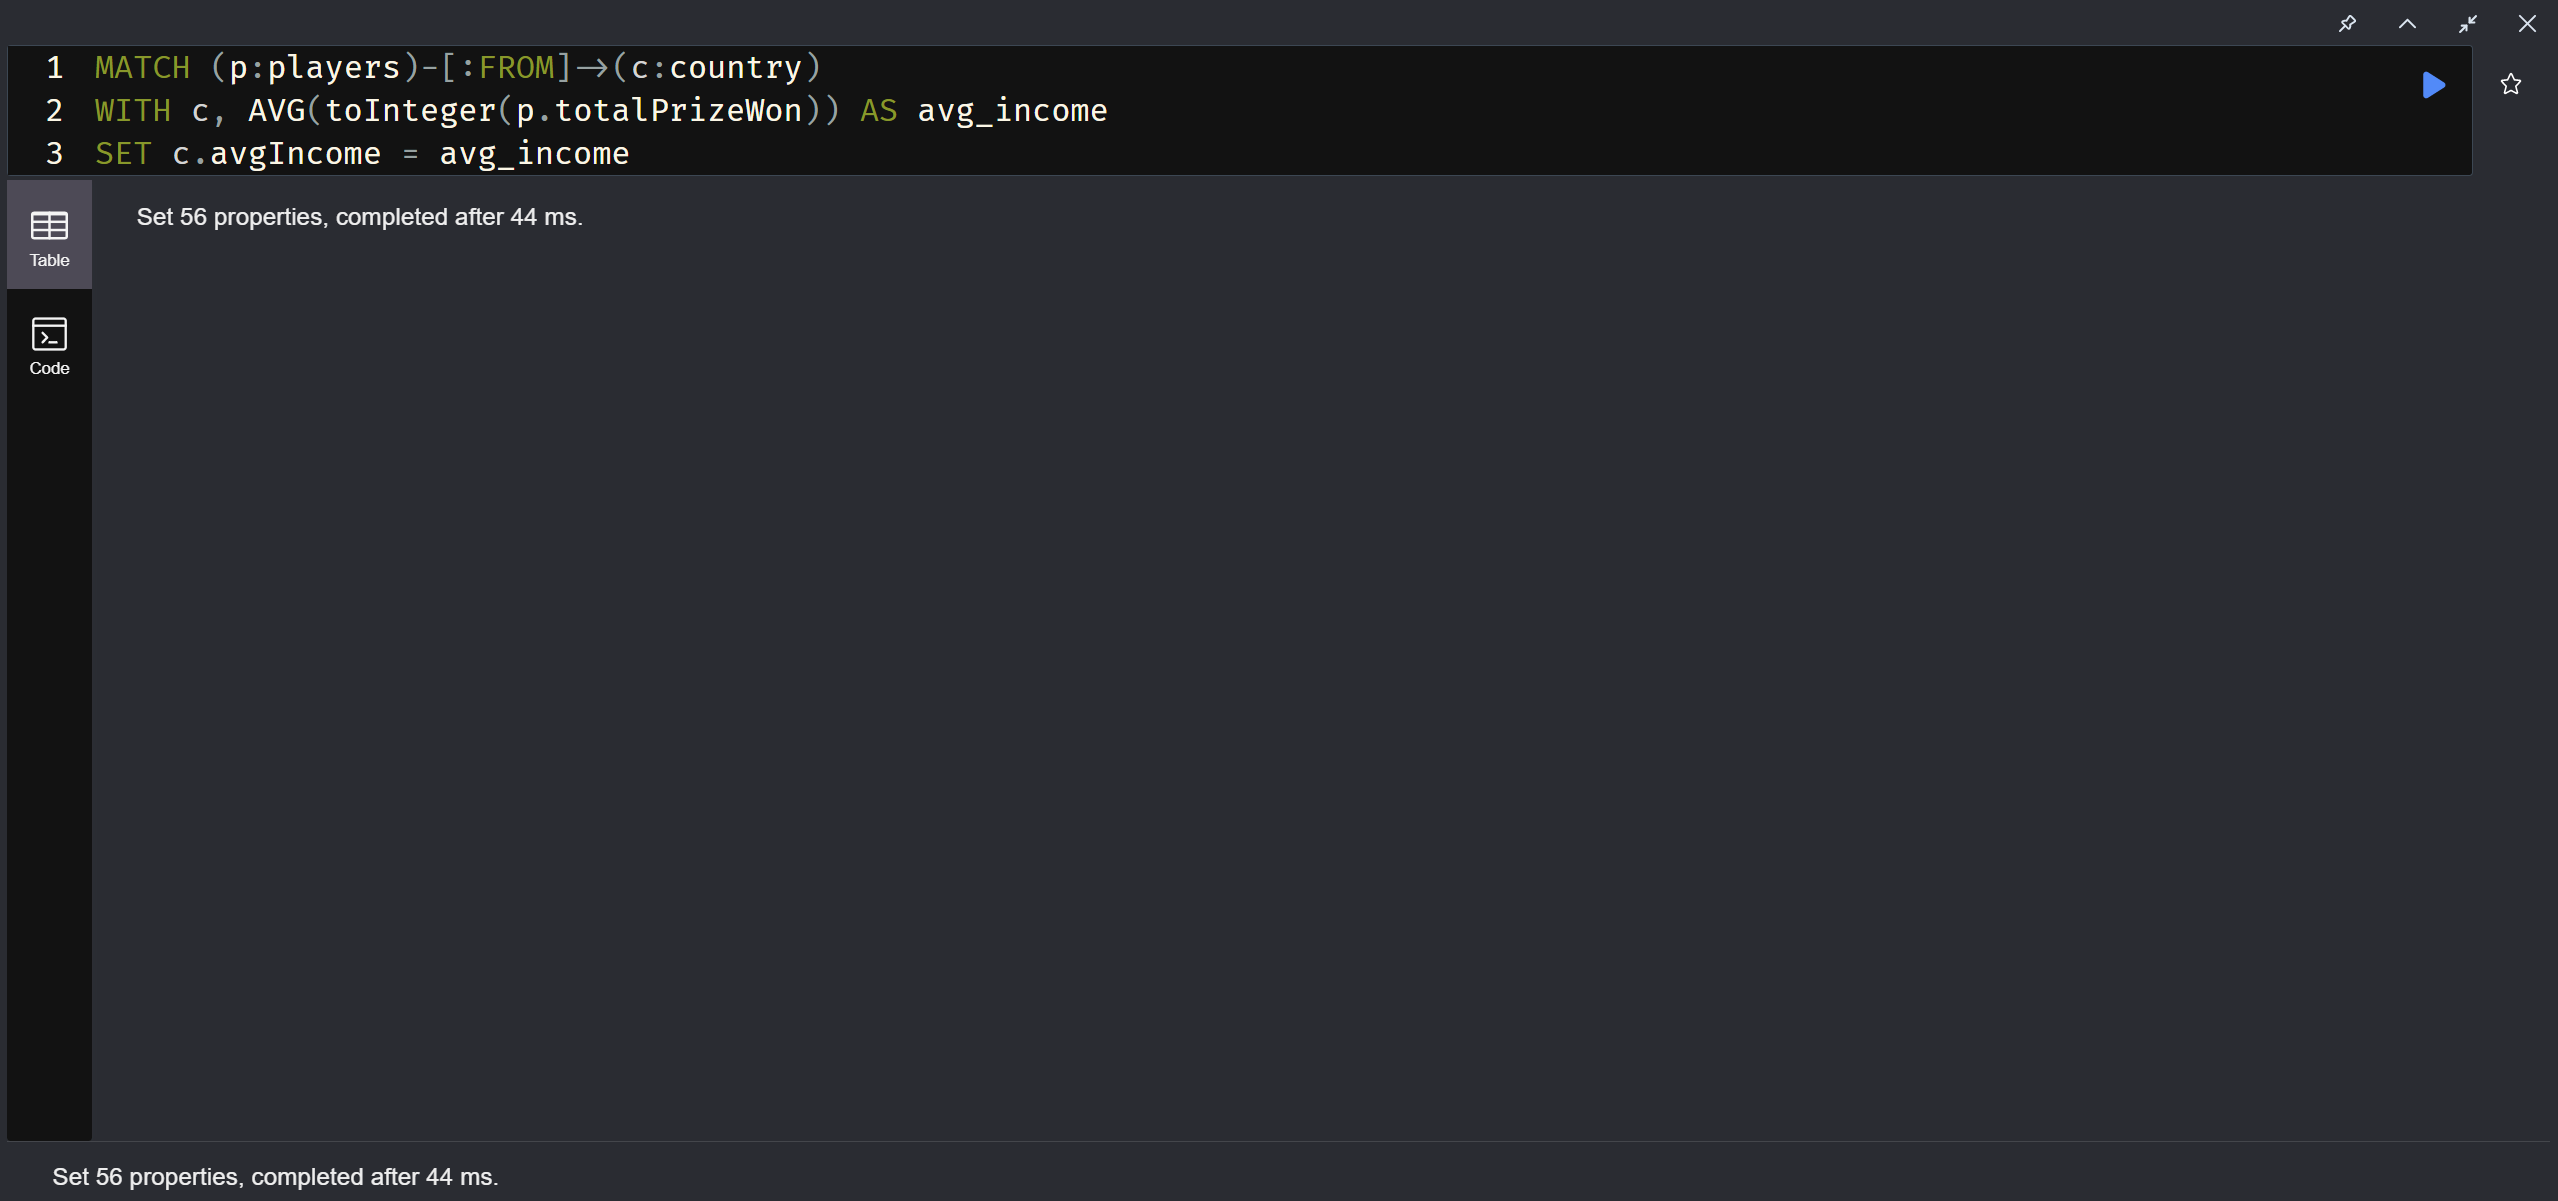 1 MATCH (p:players)-[:FROM]→(c:country)
2 WITH c, AVG(toInteger(p.totalPrizeWon)) AS avg_income
3 SET c.avgIncome = avg_income
Set 56 properties, completed after 44 ms.
Table
Code
Set 56 properties, completed after 44 ms.